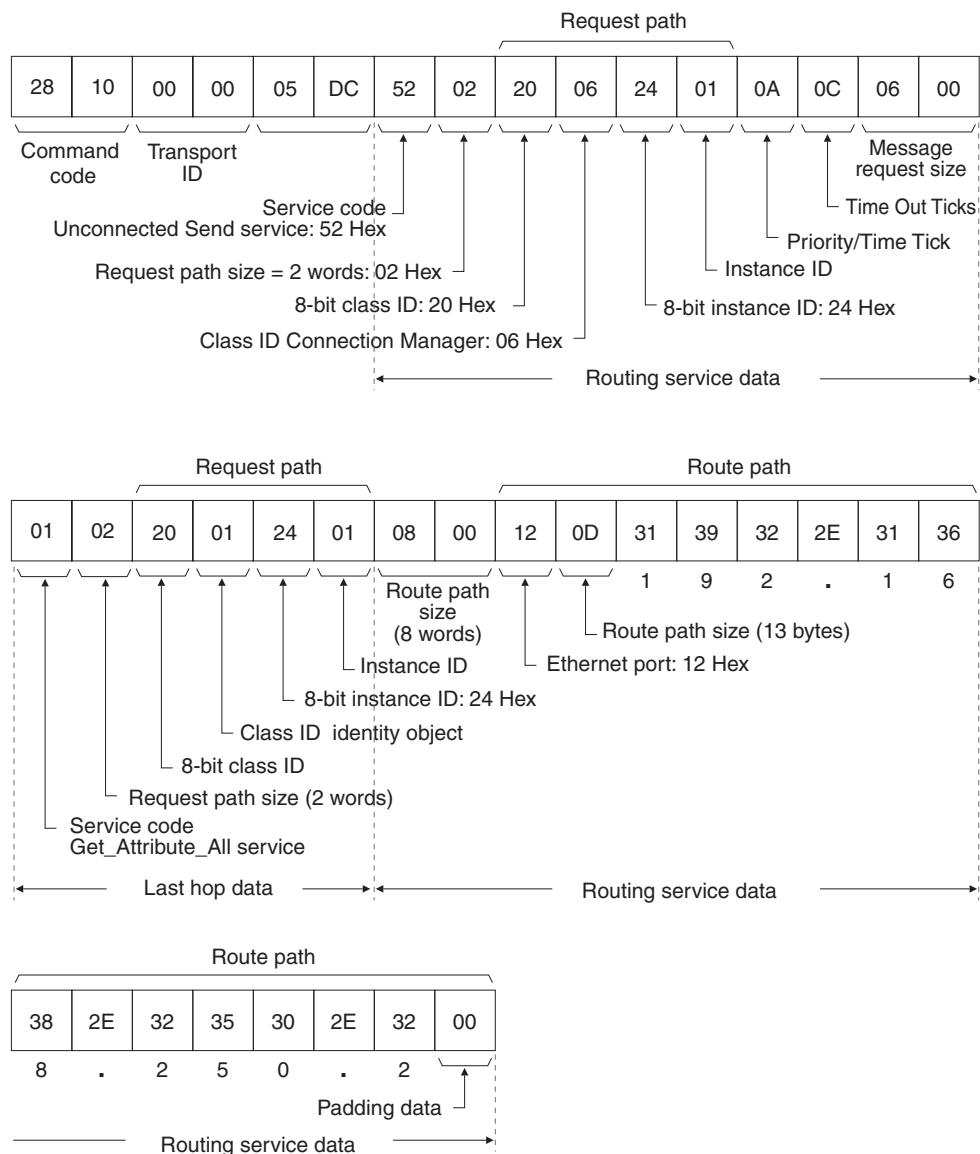 Request path
28 10 00 00 05 DC 52 02 20 06 24 01 0A 0C 06 00
Command code
Transport ID
Message request size
Service code
Unconnected Send service: 52 Hex
Time Out Ticks
Priority/Time Tick
Request path size = 2 words: 02 Hex
Instance ID
8-bit class ID: 20 Hex
8-bit instance ID: 24 Hex
Class ID Connection Manager: 06 Hex
Routing service data
Request path
Route path
01 02 20 01 24 01 08 00 12 0D 31 39 32 2E 31 36
1 9 2 . 1 6
Route path size (8 words)
Route path size (13 bytes)
Instance ID
Ethernet port: 12 Hex
8-bit instance ID: 24 Hex
Class ID identity object
8-bit class ID
Request path size (2 words)
Service code
Get_Attribute_All service
Last hop data
Routing service data
Route path
38 2E 32 35 30 2E 32 00
8 . 2 5 0 . 2
Padding data
Routing service data